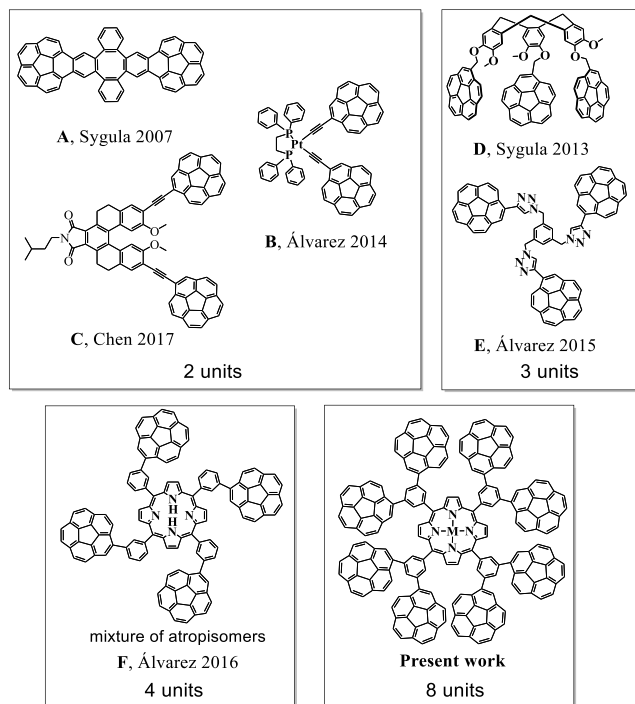 A, Sygula 2007
O
N
O
O
O
C, Chen 2017
P
Pt
P
B, Álvarez 2014
2 units
O
O
O
O
O
O
D, Sygula 2013
N
N
N
N
N
N
N
N
N
E, Álvarez 2015
3 units
N
H
N
N
H
N
mixture of atropisomers
F, Álvarez 2016
4 units
N
N–M–N
N
Present work
8 units